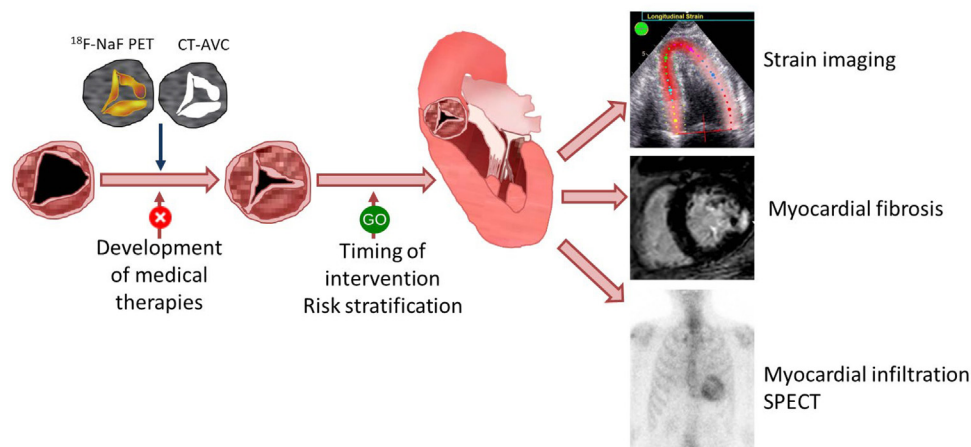 Longitudinal Strain
¹⁸F-NaF PET
CT-AVC
Strain imaging
5
GO
Development
of medical
therapies
Timing of
intervention
Risk stratification
Myocardial fibrosis
Myocardial infiltration
SPECT